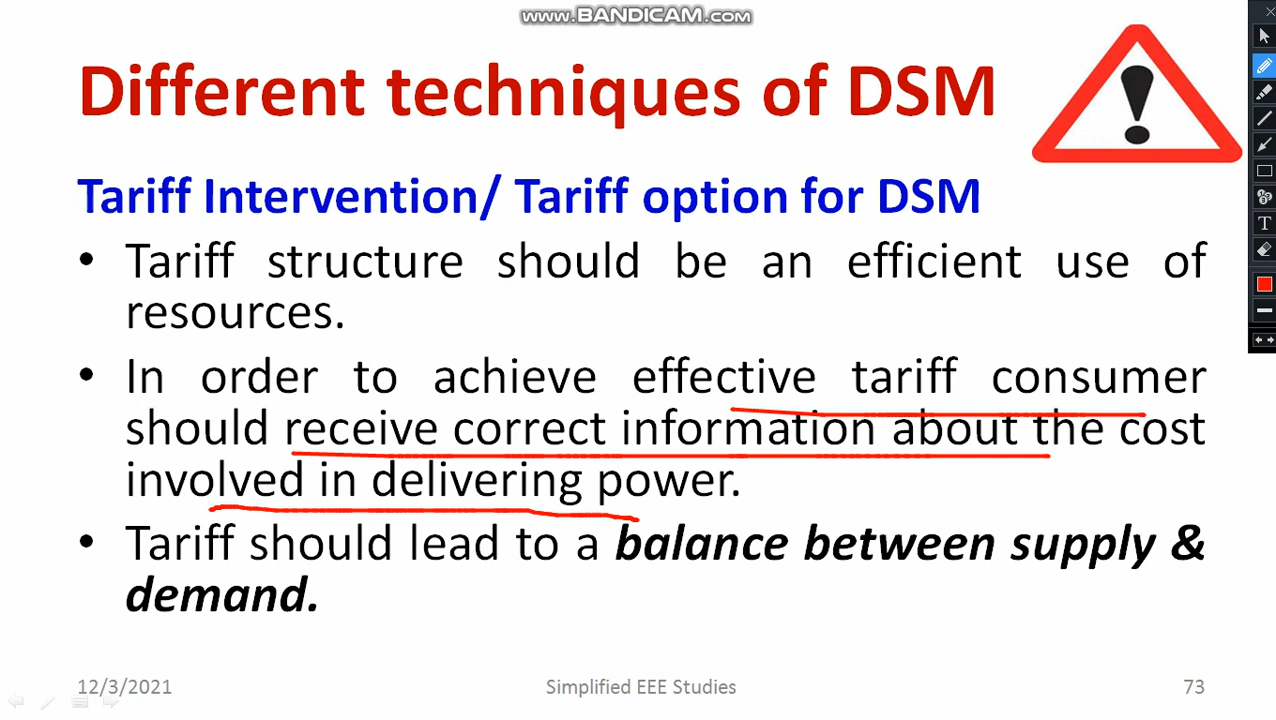 www.BANDICAM.com
Different techniques of DSM
Tariff Intervention/ Tariff option for DSM
• Tariff structure should be an efficient use of
resources.
• In order to achieve effective tariff consumer
should receive correct information about the cost
involved in delivering power.
• Tariff should lead to a balance between supply &
demand.
12/3/2021 Simplified EEE Studies 73